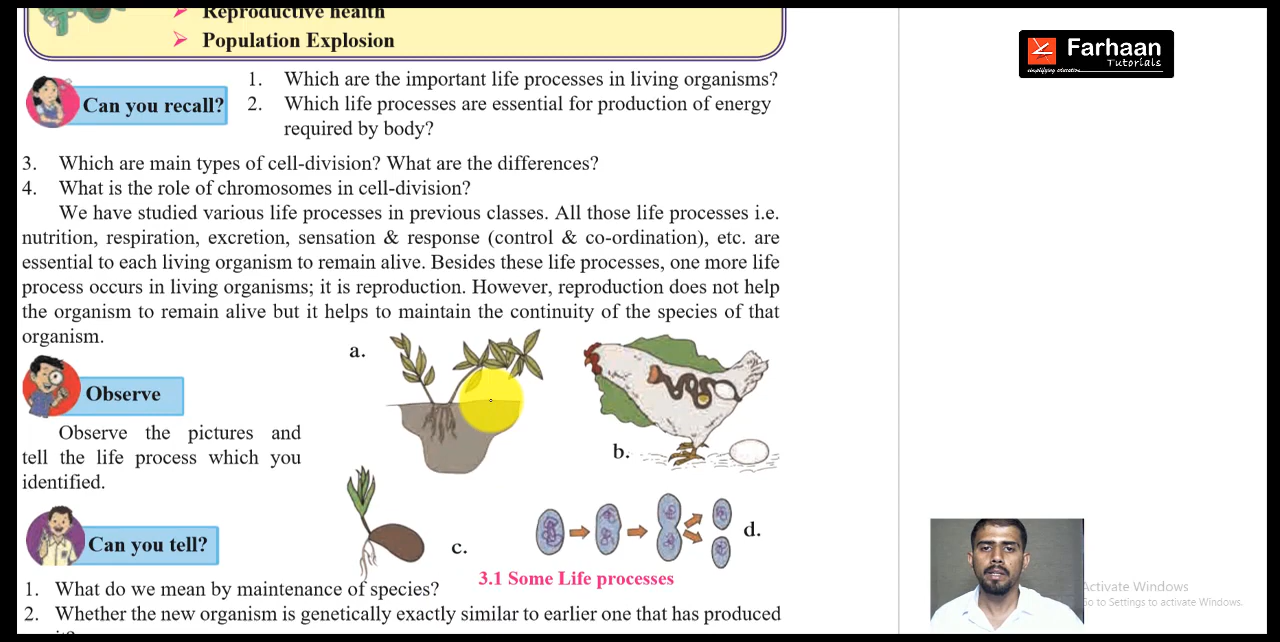 Reproductive health
Population Explosion
Farhaan
Tutorials
simplifying education
Can you recall?
1. Which are the important life processes in living organisms?
2. Which life processes are essential for production of energy
required by body?
3. Which are main types of cell-division? What are the differences?
4. What is the role of chromosomes in cell-division?
We have studied various life processes in previous classes. All those life processes i.e.
nutrition, respiration, excretion, sensation & response (control & co-ordination), etc. are
essential to each living organism to remain alive. Besides these life processes, one more life
process occurs in living organisms; it is reproduction. However, reproduction does not help
the organism to remain alive but it helps to maintain the continuity of the species of that
organism.
a.
b.
Observe
Observe the pictures and
tell the life process which you
identified.
c.
d.
3.1 Some Life processes
Can you tell?
1. What do we mean by maintenance of species?
2. Whether the new organism is genetically exactly similar to earlier one that has produced
Activate Windows
Go to Settings to activate Windows.